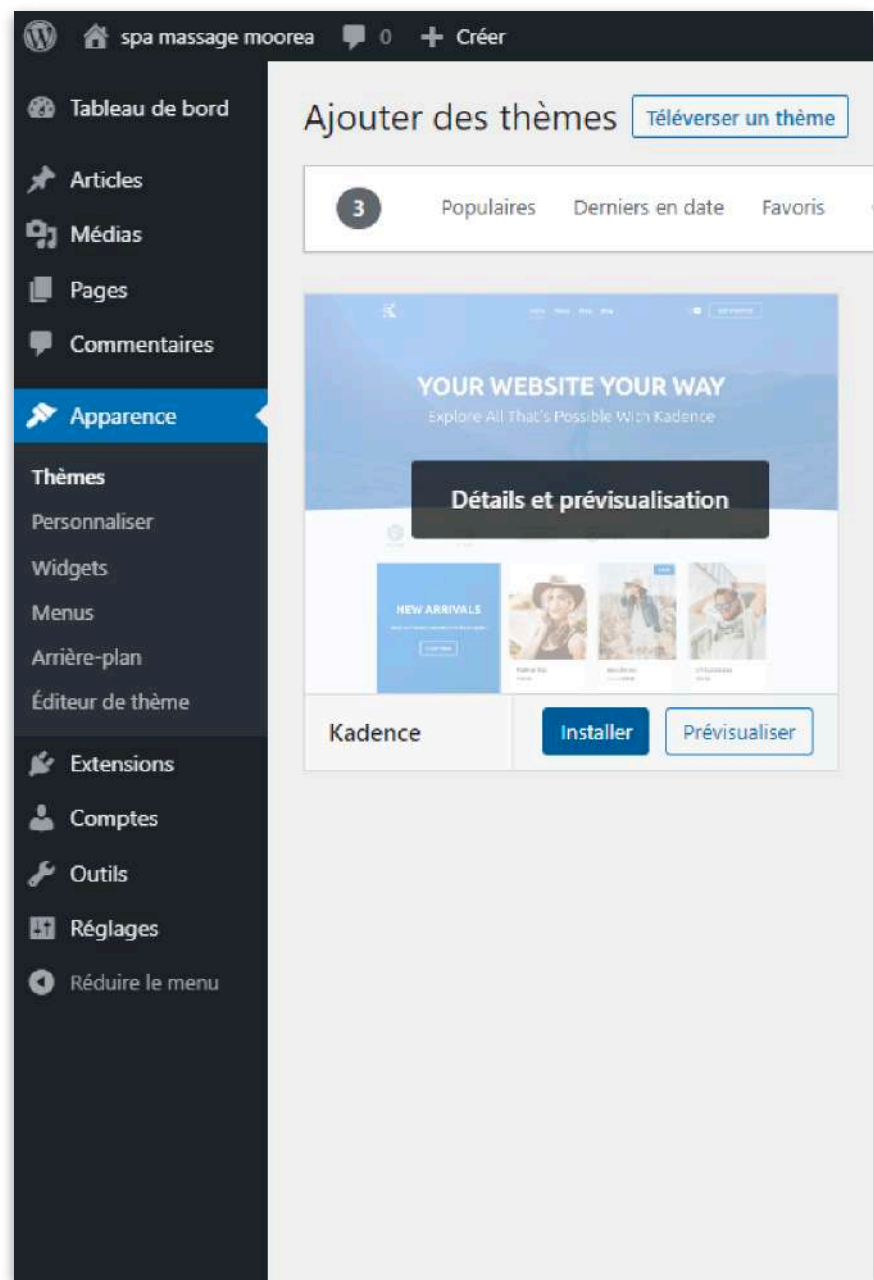 spa massage moorea 0 + Créer
Tableau de bord
Articles
Médias
Pages
Commentaires
Apparence
Thèmes
Personnaliser
Widgets
Menus
Arrière-plan
Éditeur de thème
Extensions
Comptes
Outils
Réglages
Réduire le menu
Ajouter des thèmes Téléverser un thème
3 Populaires Derniers en date Favoris
YOUR WEBSITE YOUR WAY
Explore All That's Possible With Kadence
Détails et prévisualisation
NEW ARRIVALS
Kadence Installer Prévisualiser